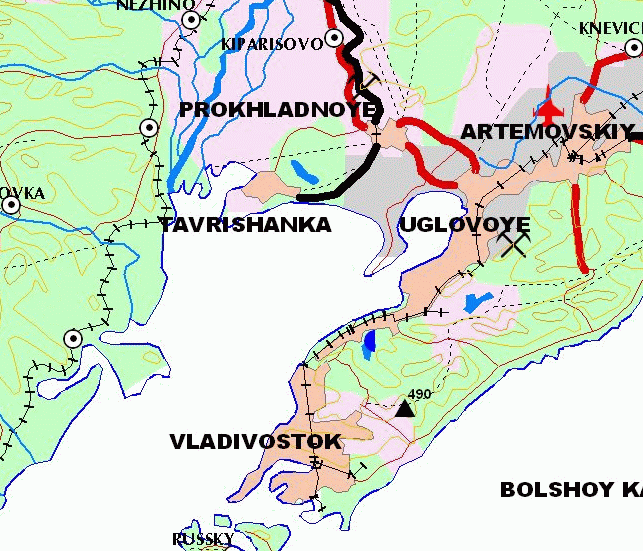 NEZHINO
KNEVIC
KIPARISOVO
PROKHLADNOYE
ARTEMOVSKIY
OVKA
TAVRISHANKA
UGLOVOYE
490
VLADIVOSTOK
BOLSHOY KA
RUSSKY